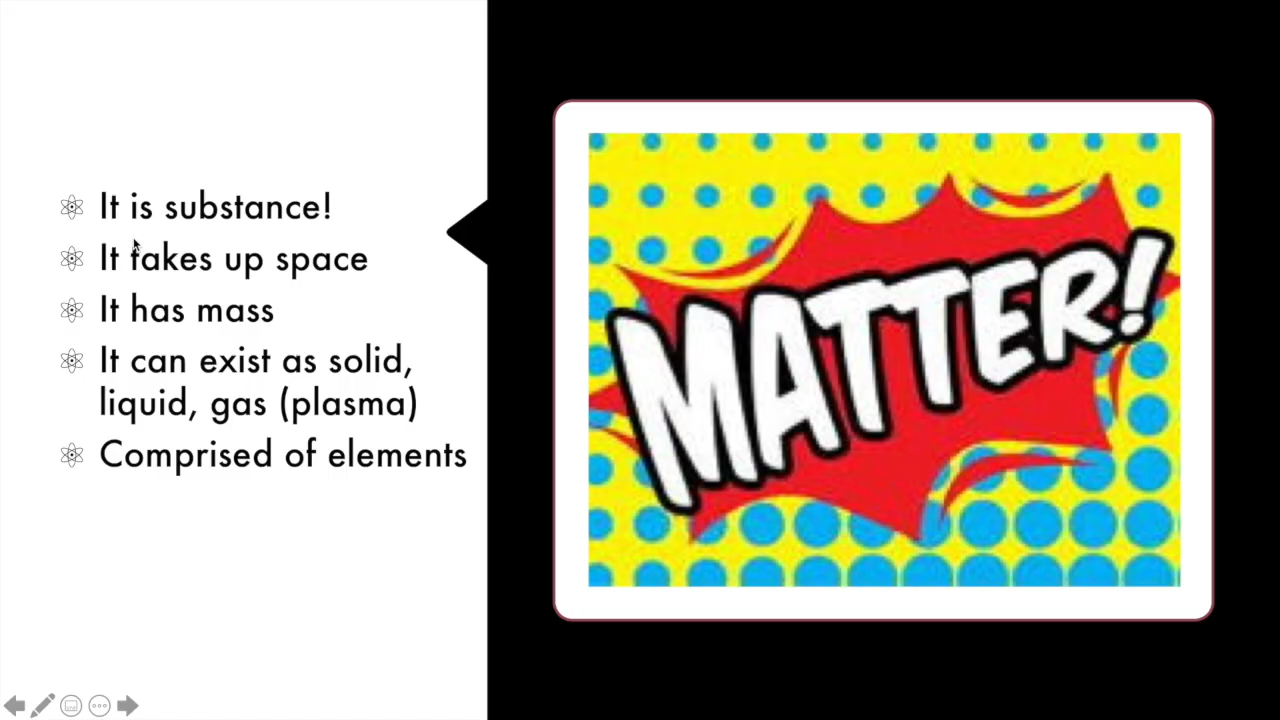 It is substance!
It takes up space
It has mass
It can exist as solid,
liquid, gas (plasma)
Comprised of elements
MATTER!